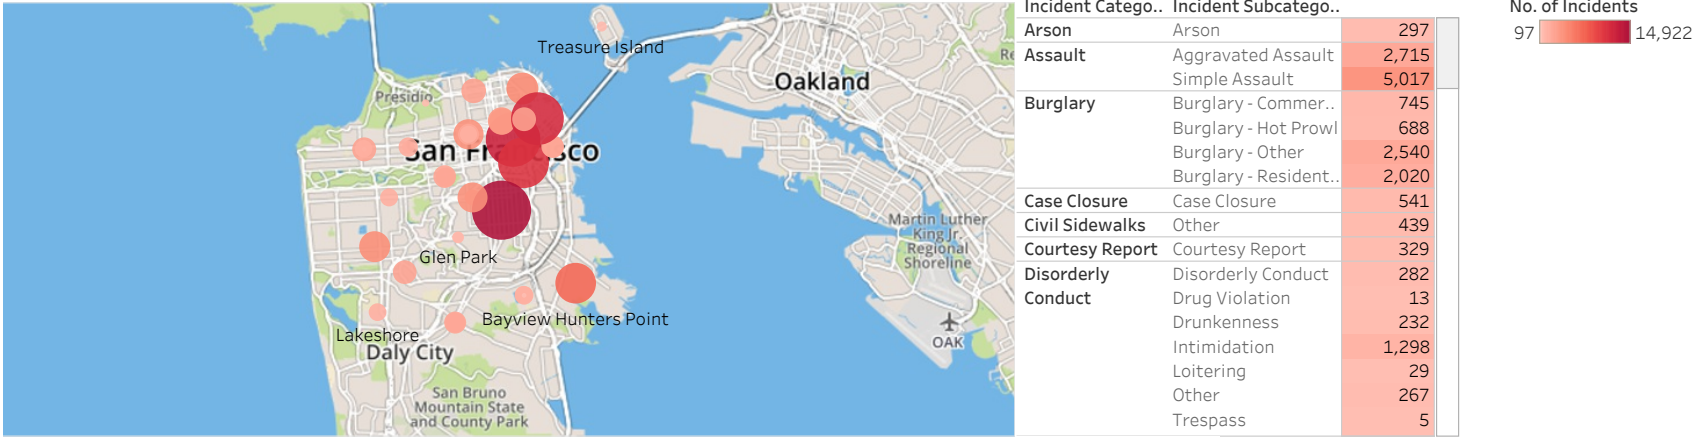 Treasure Island
Oakland
Presidio
San Fr sco
Martin Luther
King Jr.
Regional
Shoreline
Glen Park
Bayview Hunters Point
OAK
Lakeshore
Daly City
San Bruno
Mountain State
and County Park
Re
Incident Catego.. Incident Subcatego..
Arson Arson 297
Assault Aggravated Assault 2,715
Simple Assault 5,017
Burglary Burglary - Commer.. 745
Burglary - Hot Prowl 688
Burglary - Other 2,540
Burglary - Resident.. 2,020
Case Closure Case Closure 541
Civil Sidewalks Other 439
Courtesy Report Courtesy Report 329
Disorderly Disorderly Conduct 282
Conduct Drug Violation 13
Drunkenness 232
Intimidation 1,298
Loitering 29
Other 267
Trespass 5
No. of Incidents
97 14,922